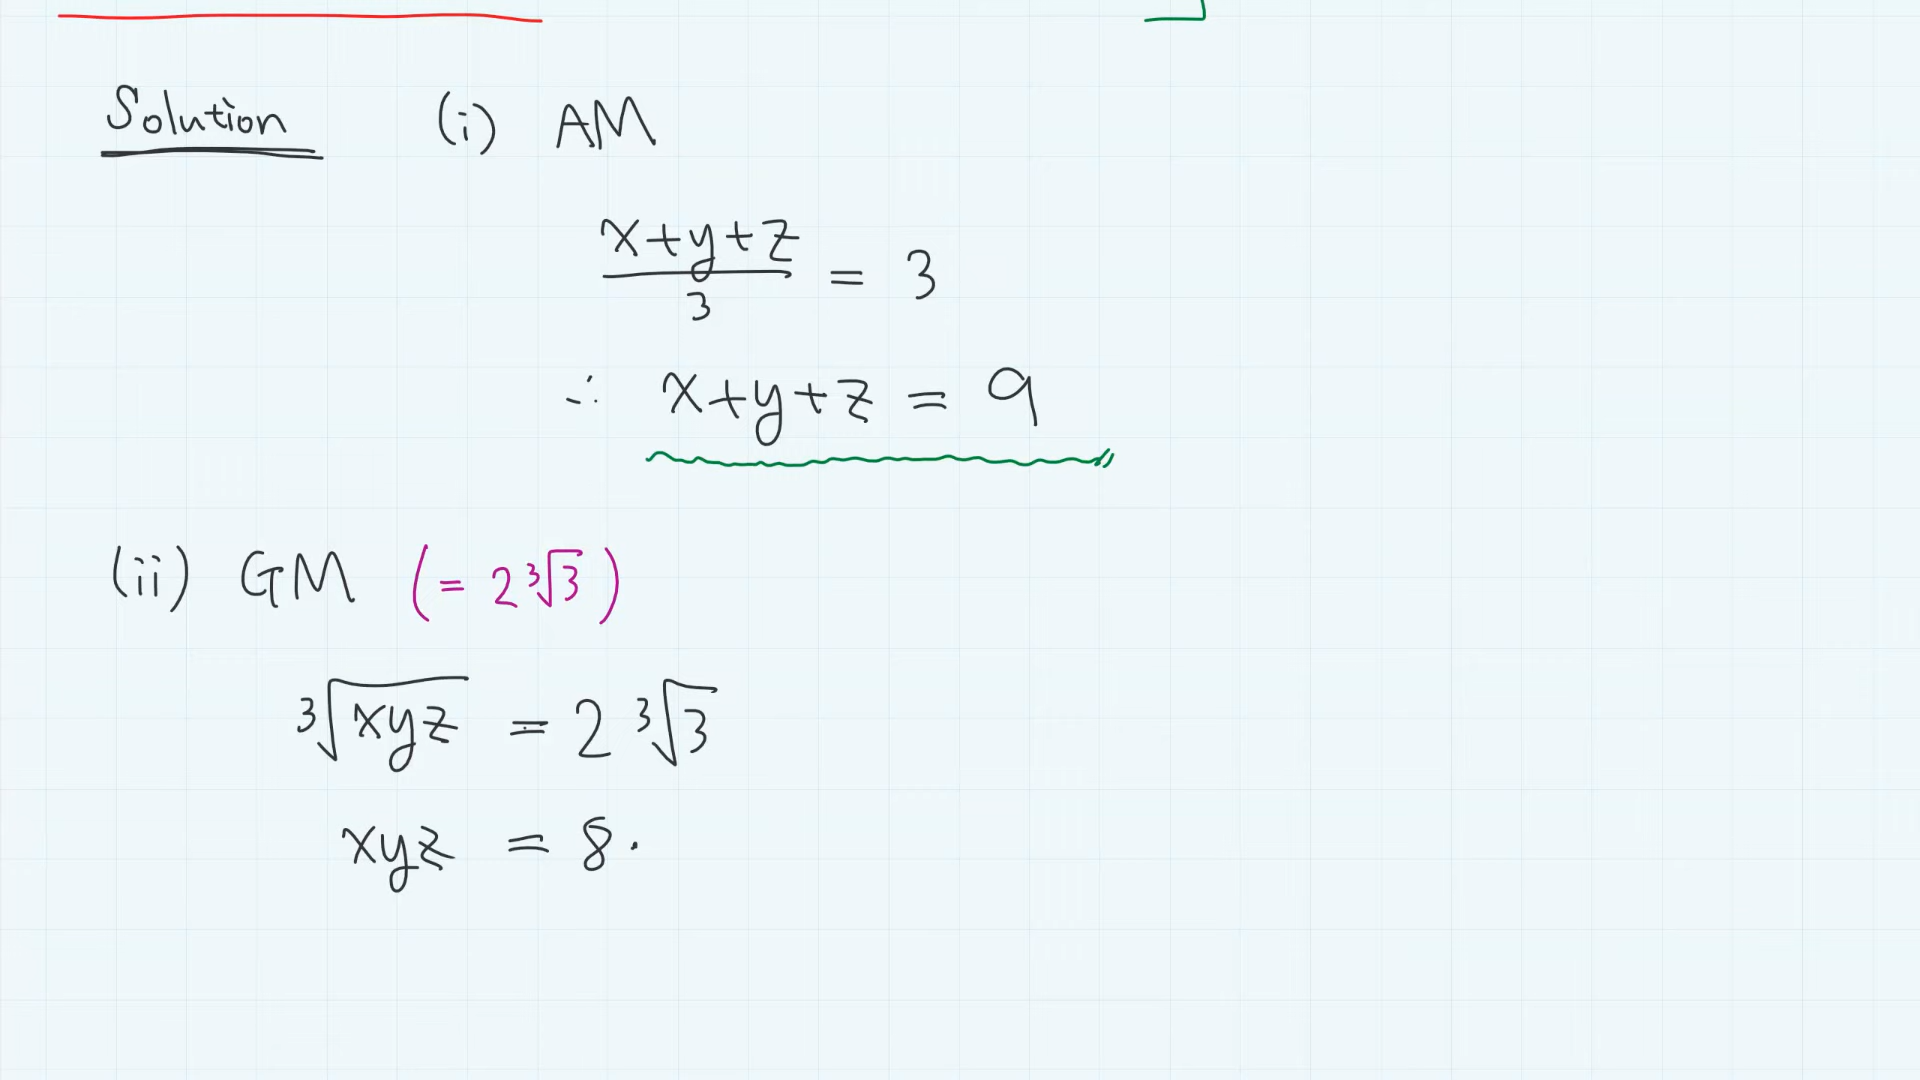 Solution (i) AM
x+y+z
3
= 3
∴ x+y+z = 9
(ii) GM (= 2∛3)
∛xyz = 2∛3
xyz = 8·